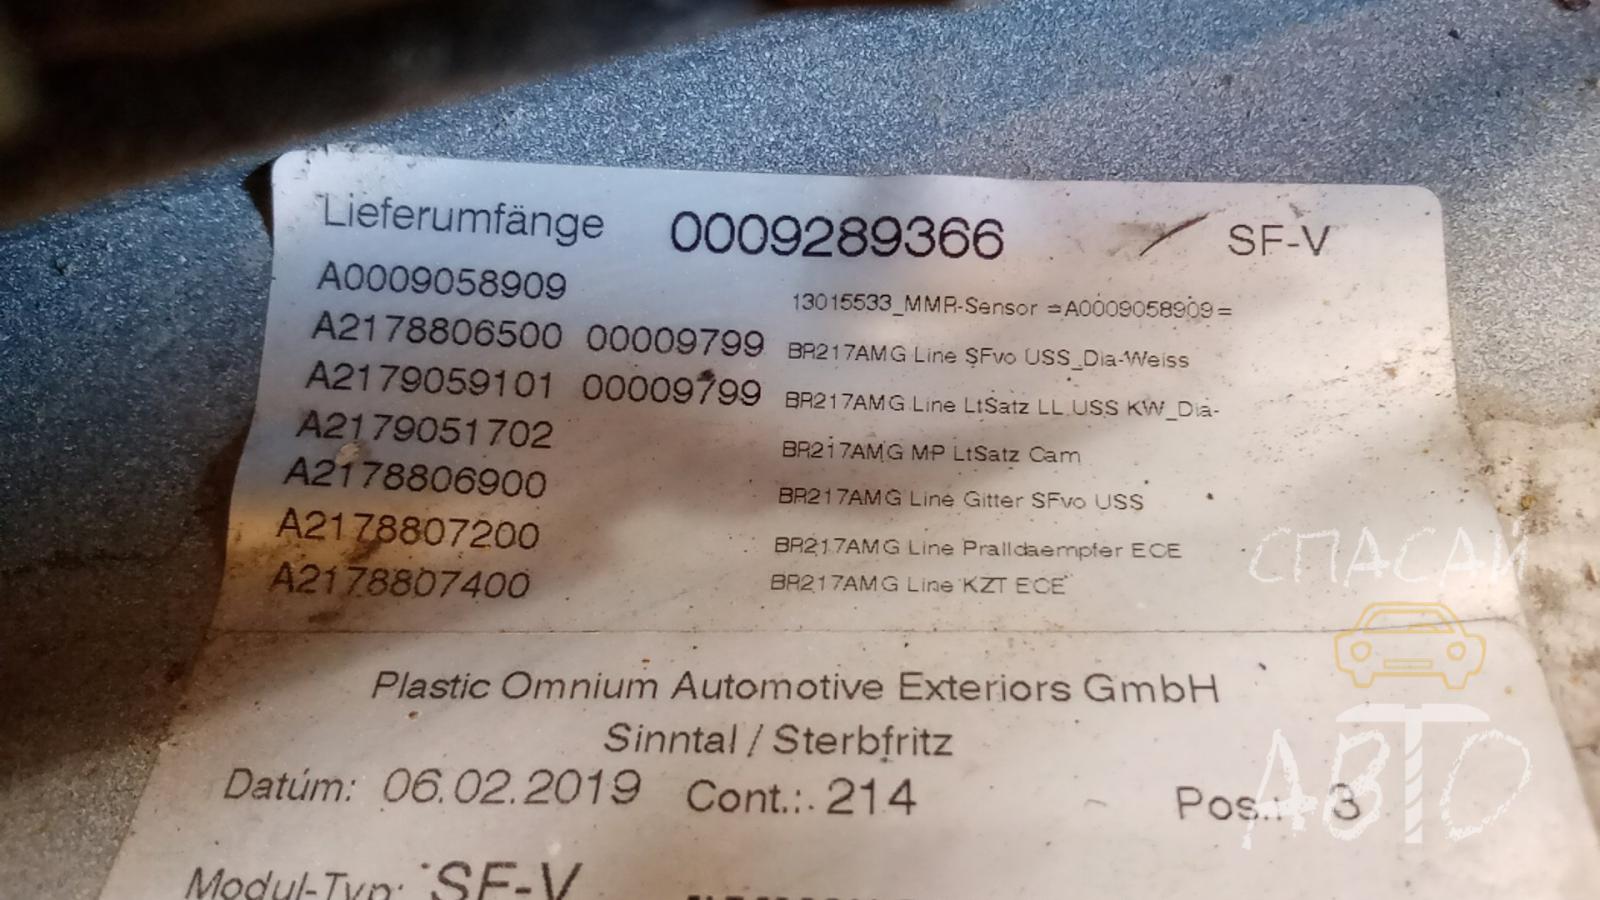 Lieferumfänge 0009289366 SF-V
A0009058909 13015533_MMR-Sensor =A0009058909=
A2178806500 00009799 BR217AMG Line SFvo USS_Dia-Weiss
A2179059101 00009799 BR217AMG Line LtSatz LL USS KW_Dia-
A2179051702 BR217AMG MP LtSatz Cam
A2178806900 BR217AMG Line Gitter SFvo USS
A2178807200 BR217AMG Line Pralldaempfer ECE
A2178807400 BR217AMG Line KZT ECE
СПАСАЙ
АВТО
Plastic Omnium Automotive Exteriors GmbH
Sinntal / Sterbfritz
Datum: 06.02.2019 Cont.: 214 Pos.: 3
Modul-Typ: SF-V